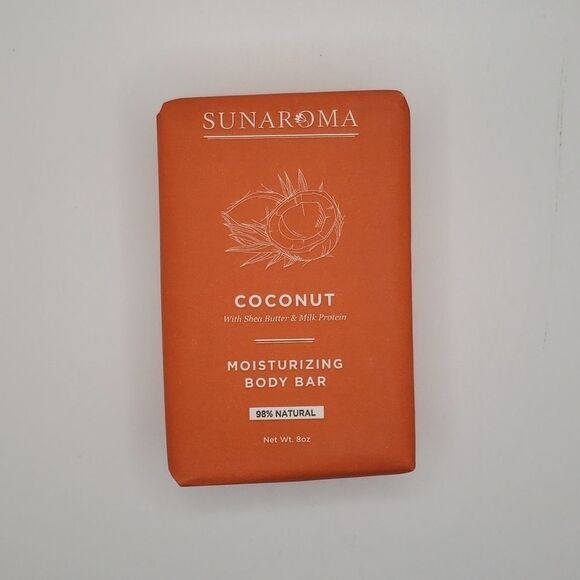 SUNAROMA
COCONUT
With Shea Butter & Milk Protein
MOISTURIZING
BODY BAR
98% NATURAL
Net Wt. 8oz